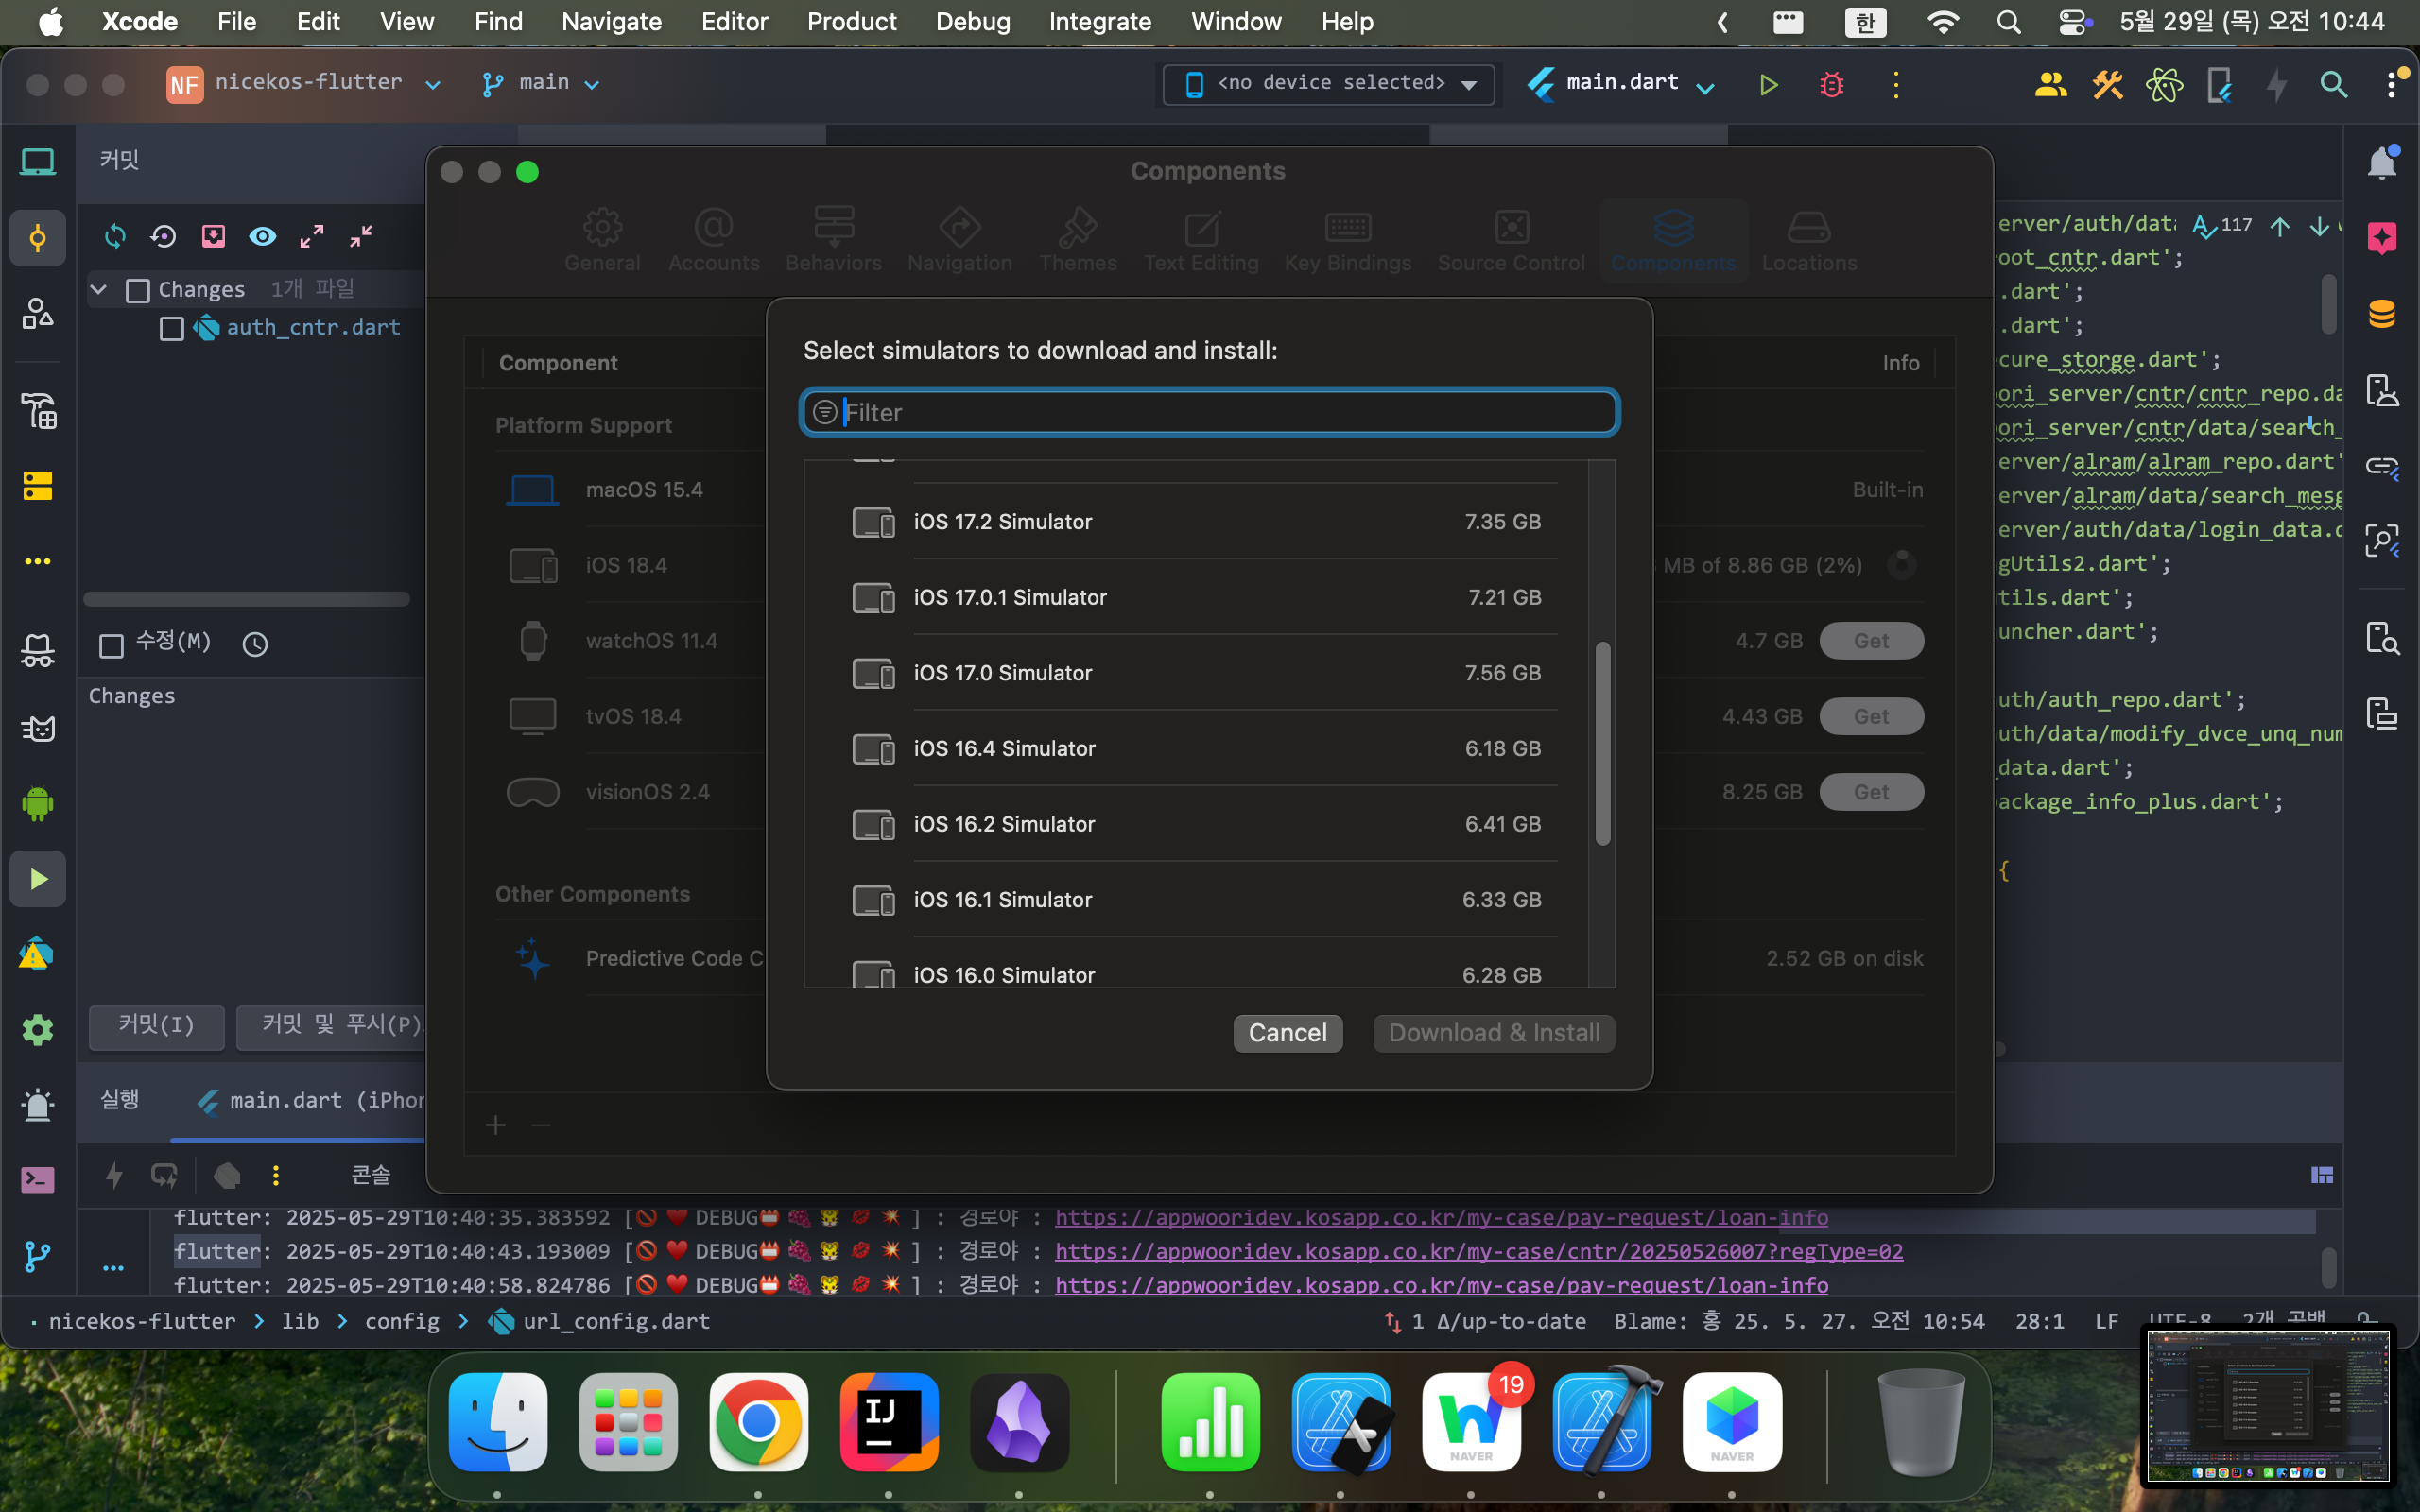 Xcode File Edit View Find Navigate Editor Product Debug Integrate Window Help 한 5월 29일 (목) 오전 10:44
NF nicekos-flutter main <no device selected> main.dart
커밋
Components
General Accounts Behaviors Navigation Themes Text Editing Key Bindings Source Control Components Locations
Changes 1개 파일
auth_cntr.dart
수정(M)
Changes
커밋(I) 커밋 및 푸시(P)
Component Info
Platform Support
macOS 15.4 Built-in
iOS 18.4 MB of 8.86 GB (2%)
watchOS 11.4 4.7 GB Get
tvOS 18.4 4.43 GB Get
visionOS 2.4 8.25 GB Get
Other Components
Predictive Code C 2.52 GB on disk
Select simulators to download and install:
Filter
iOS 17.2 Simulator 7.35 GB
iOS 17.0.1 Simulator 7.21 GB
iOS 17.0 Simulator 7.56 GB
iOS 16.4 Simulator 6.18 GB
iOS 16.2 Simulator 6.41 GB
iOS 16.1 Simulator 6.33 GB
iOS 16.0 Simulator 6.28 GB
Cancel Download & Install
erver/auth/dat 117
oot_cntr.dart';
.dart';
.dart';
cure_storge.dart';
ori_server/cntr/cntr_repo.da
ori_server/cntr/data/search_
erver/alram/alram_repo.dart'
erver/alram/data/search_mesg
erver/auth/data/login_data.d
gUtils2.dart';
tils.dart';
uncher.dart';
uth/auth_repo.dart';
uth/data/modify_dvce_unq_num
_data.dart';
ackage_info_plus.dart';
{
실행 main.dart (iPhon
콘솔
flutter: 2025-05-29T10:40:35.383592 [🚫 ❤️ DEBUG📛 🍇 🐯 💋 💥 ] : 경로야 : https://appwooridev.kosapp.co.kr/my-case/pay-request/loan-info
flutter: 2025-05-29T10:40:43.193009 [🚫 ❤️ DEBUG📛 🍇 🐯 💋 💥 ] : 경로야 : https://appwooridev.kosapp.co.kr/my-case/cntr/20250526007?regType=02
flutter: 2025-05-29T10:40:58.824786 [🚫 ❤️ DEBUG📛 🍇 🐯 💋 💥 ] : 경로야 : https://appwooridev.kosapp.co.kr/my-case/pay-request/loan-info
nicekos-flutter > lib > config > url_config.dart 1 Δ/up-to-date Blame: 홍 25. 5. 27. 오전 10:54 28:1 LF UTF-8 2개 공백
IJ NAVER 19 NAVER